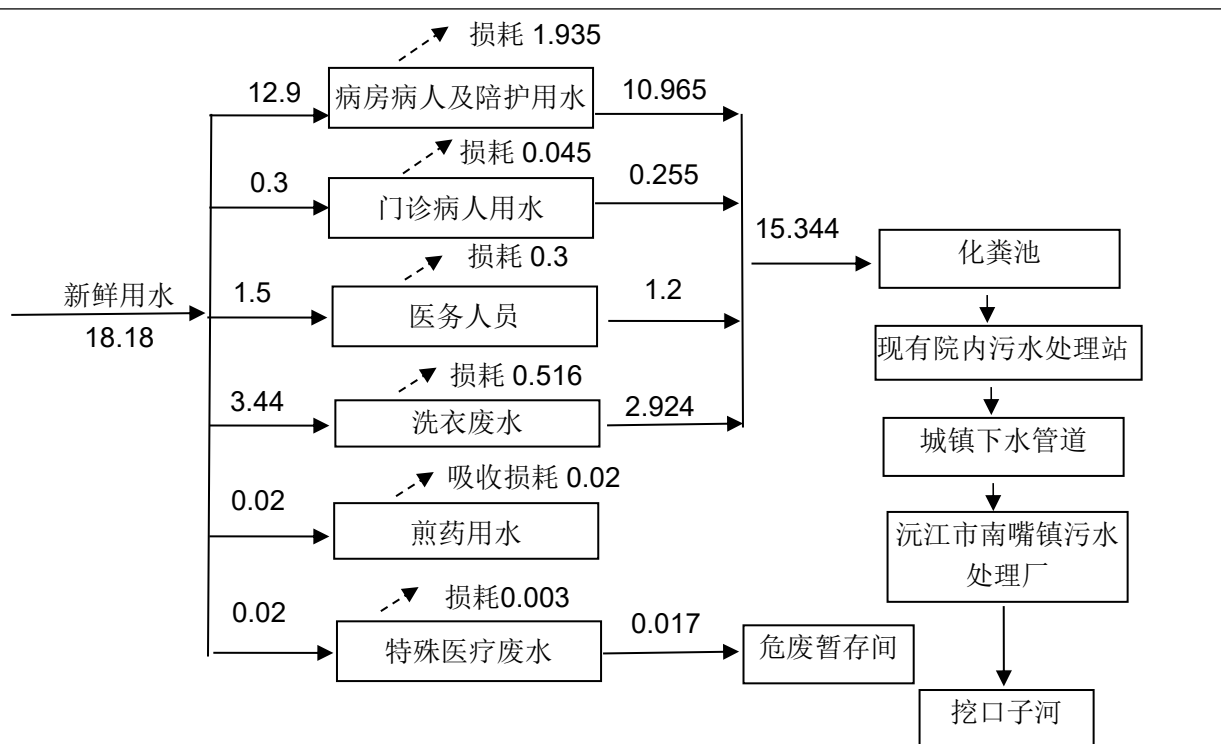 损耗 1.935
12.9
病房病人及陪护用水
10.965
损耗 0.045
0.3
门诊病人用水
0.255
15.344
化粪池
损耗 0.3
新鲜用水
18.18
1.5
医务人员
1.2
现有院内污水处理站
损耗 0.516
3.44
洗衣废水
2.924
城镇下水管道
吸收损耗 0.02
0.02
煎药用水
沅江市南嘴镇污水
处理厂
损耗0.003
0.02
特殊医疗废水
0.017
危废暂存间
挖口子河